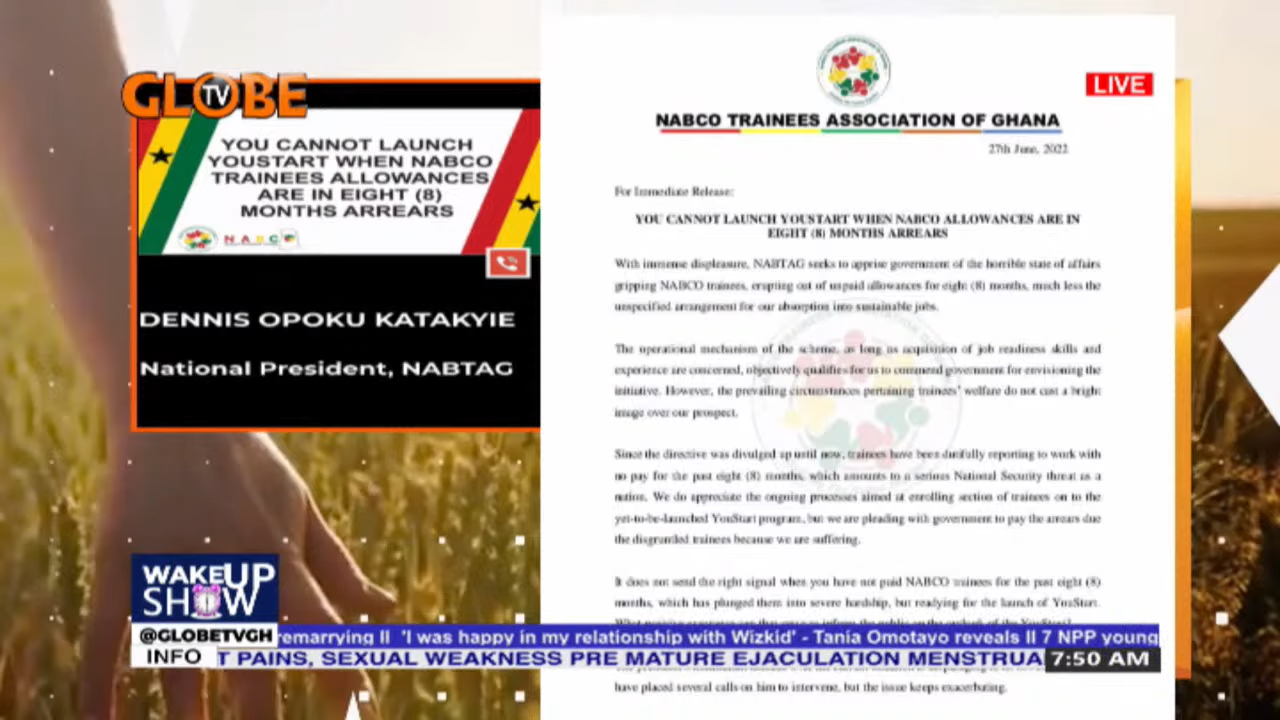 GLOBE
TV
YOU CANNOT LAUNCH
YOUSTART WHEN NABCO
TRAINEES ALLOWANCES
ARE IN EIGHT (8)
MONTHS ARREARS
NABCO
DENNIS OPOKU KATAKYIE
National President, NABTAG
LIVE
NABCO TRAINEES ASSOCIATION OF GHANA
27th June, 2022
For Immediate Release:
YOU CANNOT LAUNCH YOUSTART WHEN NABCO ALLOWANCES ARE IN
EIGHT (8) MONTHS ARREARS
With immense displeasure, NABTAG seeks to apprise government of the horrible state of affairs
gripping NABCO trainees, erupting out of unpaid allowances for eight (8) months, much less the
unspecified arrangement for our absorption into sustainable jobs.
The operational mechanism of the scheme, as long as acquisition of job readiness skills and
experience are concerned, objectively qualifies for us to commend government for envisioning the
initiative. However, the prevailing circumstances pertaining trainees' welfare do not cast a bright
image over our prospect.
Since the directive was divulged up until now, trainees have been dutifully reporting to work with
no pay for the past eight (8) months, which amounts to a serious National Security threat as a
nation. We do appreciate the ongoing processes aimed at enrolling section of trainees on to the
yet-to-be-launched YouStart program, but we are pleading with government to pay the arrears due
the disgruntled trainees because we are suffering.
It does not send the right signal when you have not paid NABCO trainees for the past eight (8)
months, which has plunged them into severe hardship, but readying for the launch of YouStart.
have placed several calls on him to intervene, but the issue keeps exacerbating.
WAKEUP
SHOW
@GLOBETVGH
remarrying II 'I was happy in my relationship with Wizkid' - Tania Omotayo reveals II 7 NPP young
INFO
T PAINS, SEXUAL WEAKNESS PRE MATURE EJACULATION MENSTRUA
7:50 AM